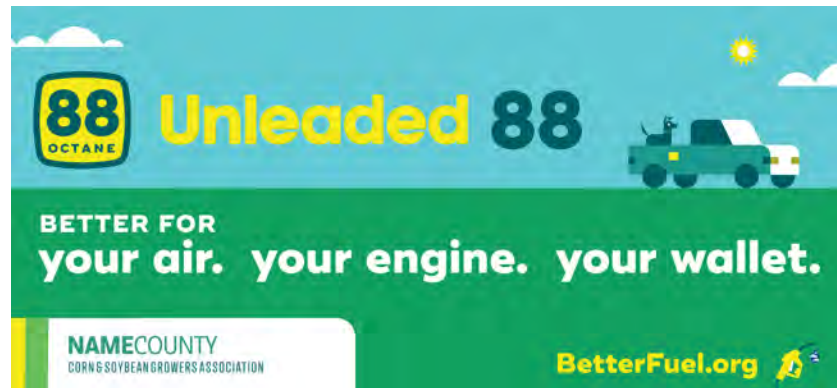 88
OCTANE
Unleaded 88
BETTER FOR
your air. your engine. your wallet.
NAMECOUNTY
CORN & SOYBEAN GROWERS ASSOCIATION
BetterFuel.org